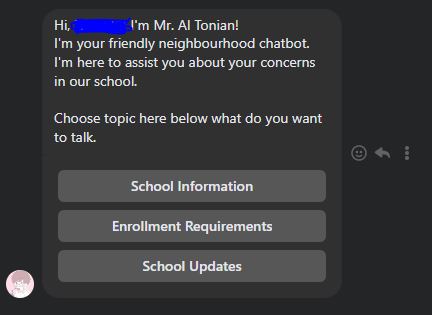 Hi, I'm Mr. Al Tonian!
I'm your friendly neighbourhood chatbot.
I'm here to assist you about your concerns
in our school.
Choose topic here below what do you want
to talk.
School Information
Enrollment Requirements
School Updates